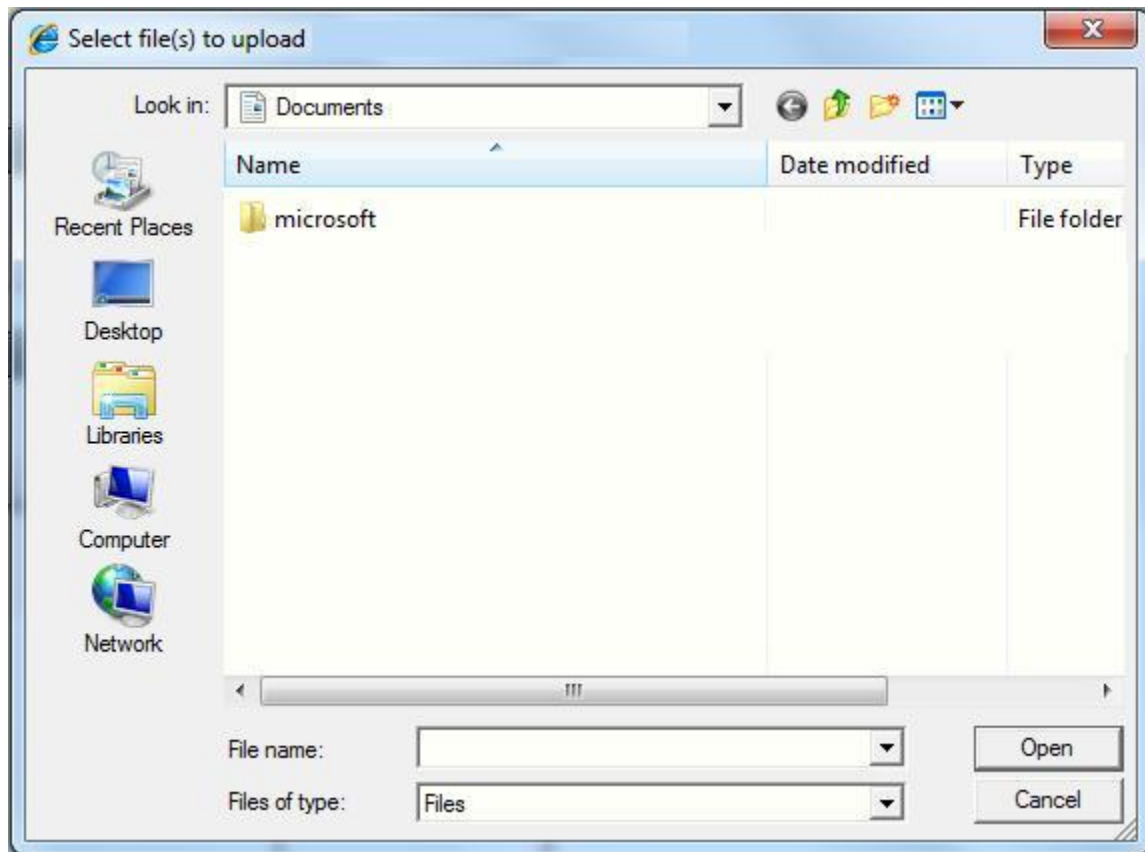 Select file(s) to upload
Look in: Documents
Name Date modified Type
microsoft File folder
Recent Places
Desktop
Libraries
Computer
Network
File name: Open
Files of type: Files Cancel